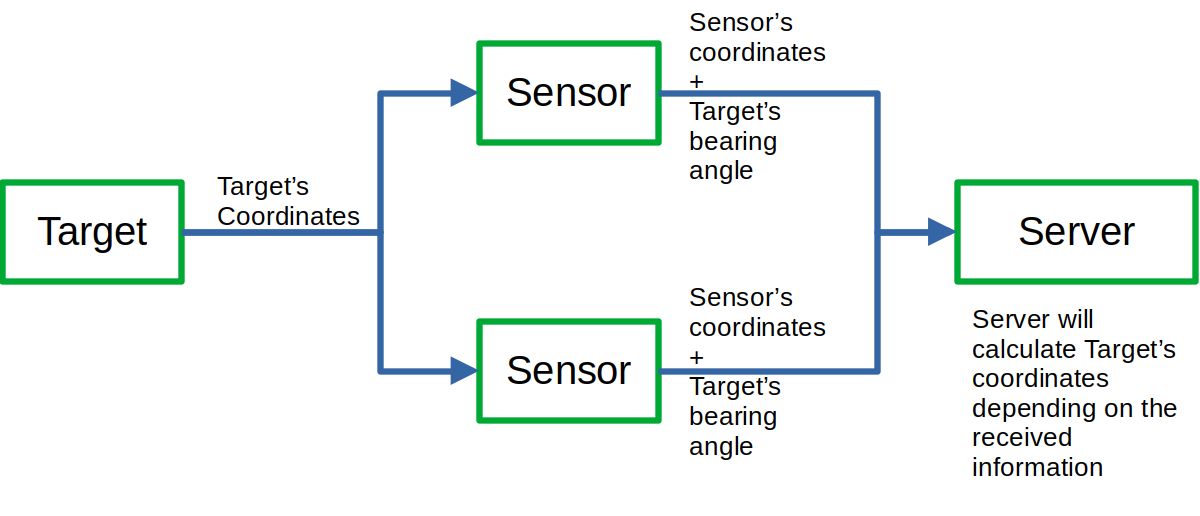 Target
Target's
Coordinates
Sensor
Sensor's
coordinates
+
Target's
bearing
angle
Sensor
Sensor's
coordinates
+
Target's
bearing
angle
Server
Server will
calculate Target's
coordinates
depending on the
received
information